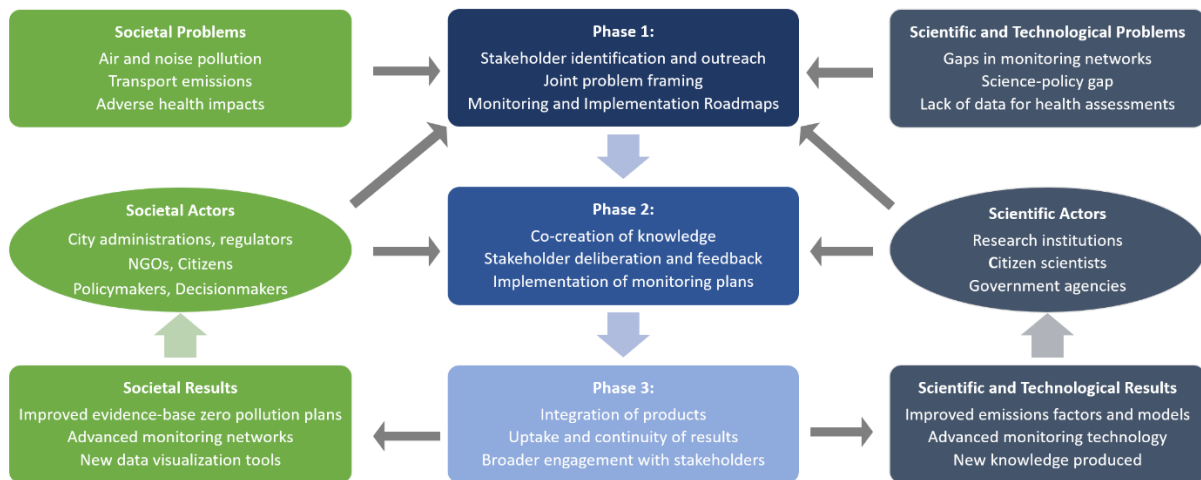 Societal Problems
Air and noise pollution
Transport emissions
Adverse health impacts
Phase 1:
Stakeholder identification and outreach
Joint problem framing
Monitoring and Implementation Roadmaps
Scientific and Technological Problems
Gaps in monitoring networks
Science-policy gap
Lack of data for health assessments
Societal Actors
City administrations, regulators
NGOs, Citizens
Policymakers, Decisionmakers
Phase 2:
Co-creation of knowledge
Stakeholder deliberation and feedback
Implementation of monitoring plans
Scientific Actors
Research institutions
Citizen scientists
Government agencies
Societal Results
Improved evidence-base zero pollution plans
Advanced monitoring networks
New data visualization tools
Phase 3:
Integration of products
Uptake and continuity of results
Broader engagement with stakeholders
Scientific and Technological Results
Improved emissions factors and models
Advanced monitoring technology
New knowledge produced